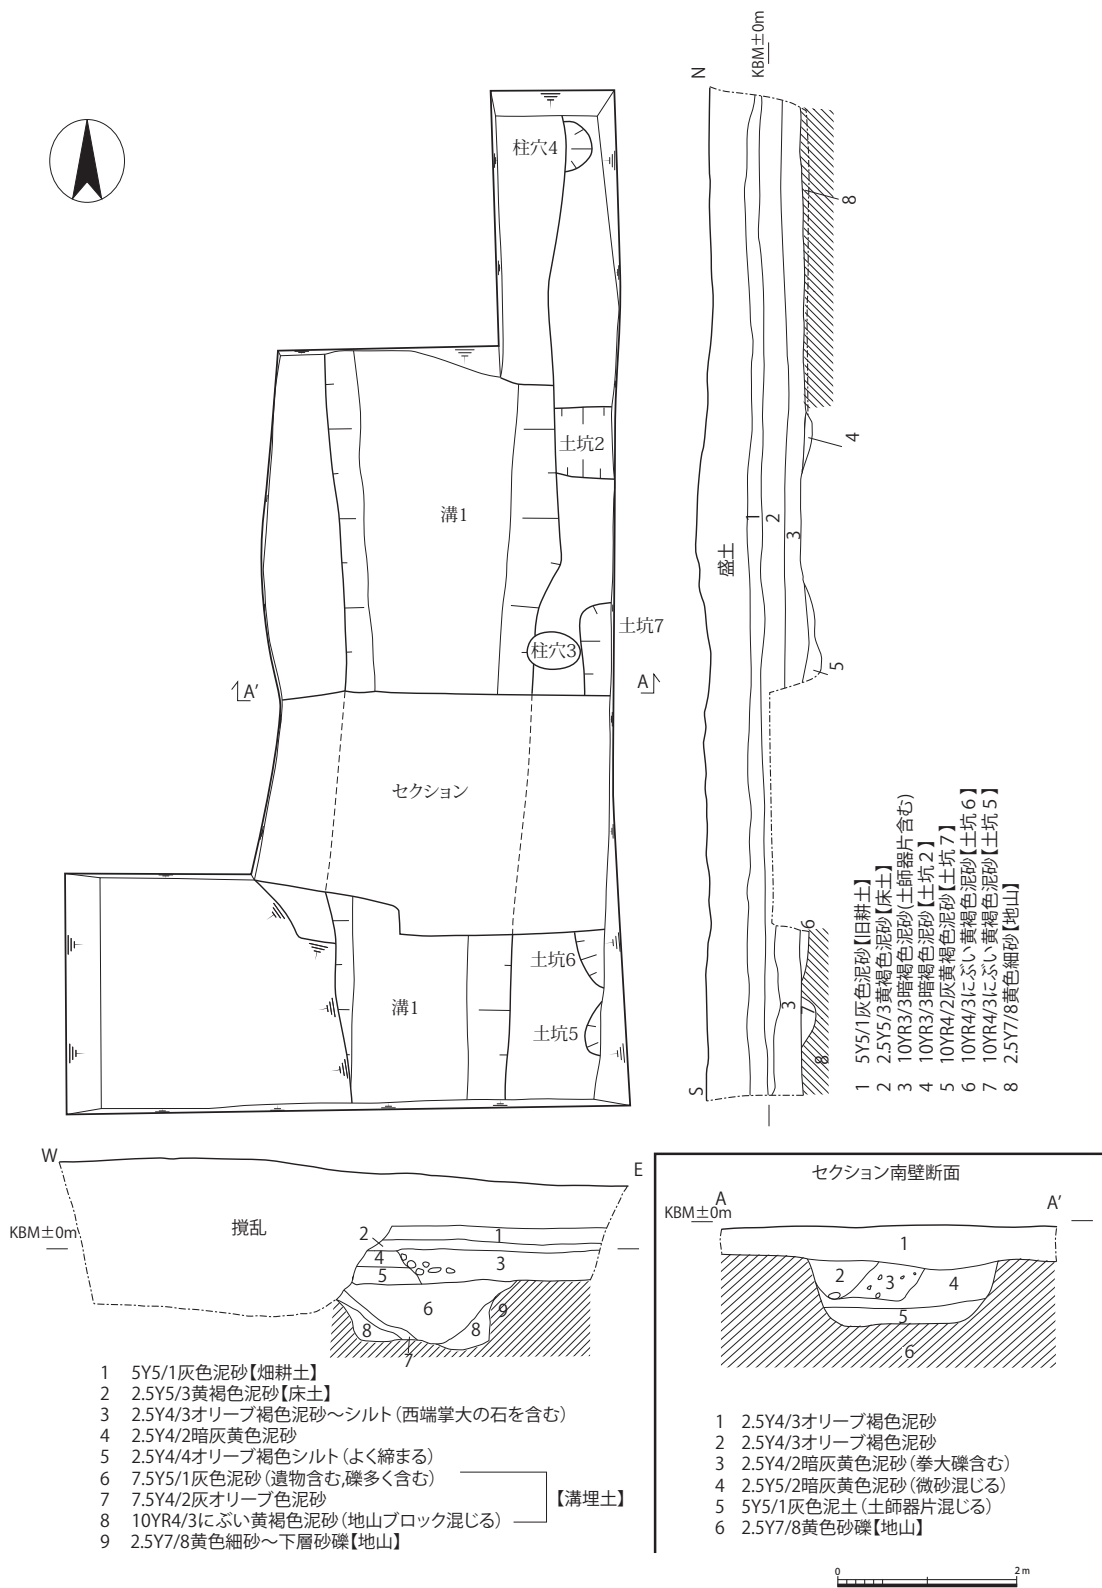 KBM±0m
N
柱穴4
8
土坑2
4
溝1
1
2
3
盛土
土坑7
柱穴3
5
A'
A
セクション
6
土坑6
溝1
3
7
土坑5
8
S
1 5Y5/1灰色泥砂【旧耕土】
2 2.5Y5/3黄褐色泥砂【床土】
3 10YR3/3暗褐色泥砂(土師器片含む)
4 10YR3/3暗褐色泥砂【土坑2】
5 10YR4/2灰黄褐色泥砂【土坑7】
6 10YR4/3にぶい黄褐色泥砂【土坑6】
7 10YR4/3にぶい黄褐色泥砂【土坑5】
8 2.5Y7/8黄色細砂【地山】
W
E
KBM±0m
撹乱
2
1
4
3
5
6
9
8
8
7
1 5Y5/1灰色泥砂【畑耕土】
2 2.5Y5/3黄褐色泥砂【床土】
3 2.5Y4/3オリーブ褐色泥砂～シルト(西端掌大の石を含む)
4 2.5Y4/2暗灰黄色泥砂
5 2.5Y4/4オリーブ褐色シルト(よく締まる)
6 7.5Y5/1灰色泥砂(遺物含む,礫多く含む)
7 7.5Y4/2灰オリーブ色泥砂
【溝埋土】
8 10YR4/3にぶい黄褐色泥砂(地山ブロック混じる)
9 2.5Y7/8黄色細砂～下層砂礫【地山】
セクション南壁断面
A
A'
KBM±0m
1
2
3
4
5
6
1 2.5Y4/3オリーブ褐色泥砂
2 2.5Y4/3オリーブ褐色泥砂
3 2.5Y4/2暗灰黄色泥砂(拳大礫含む)
4 2.5Y5/2暗灰黄色泥砂(微砂混じる)
5 5Y5/1灰色泥土(土師器片混じる)
6 2.5Y7/8黄色砂礫【地山】
0
2m